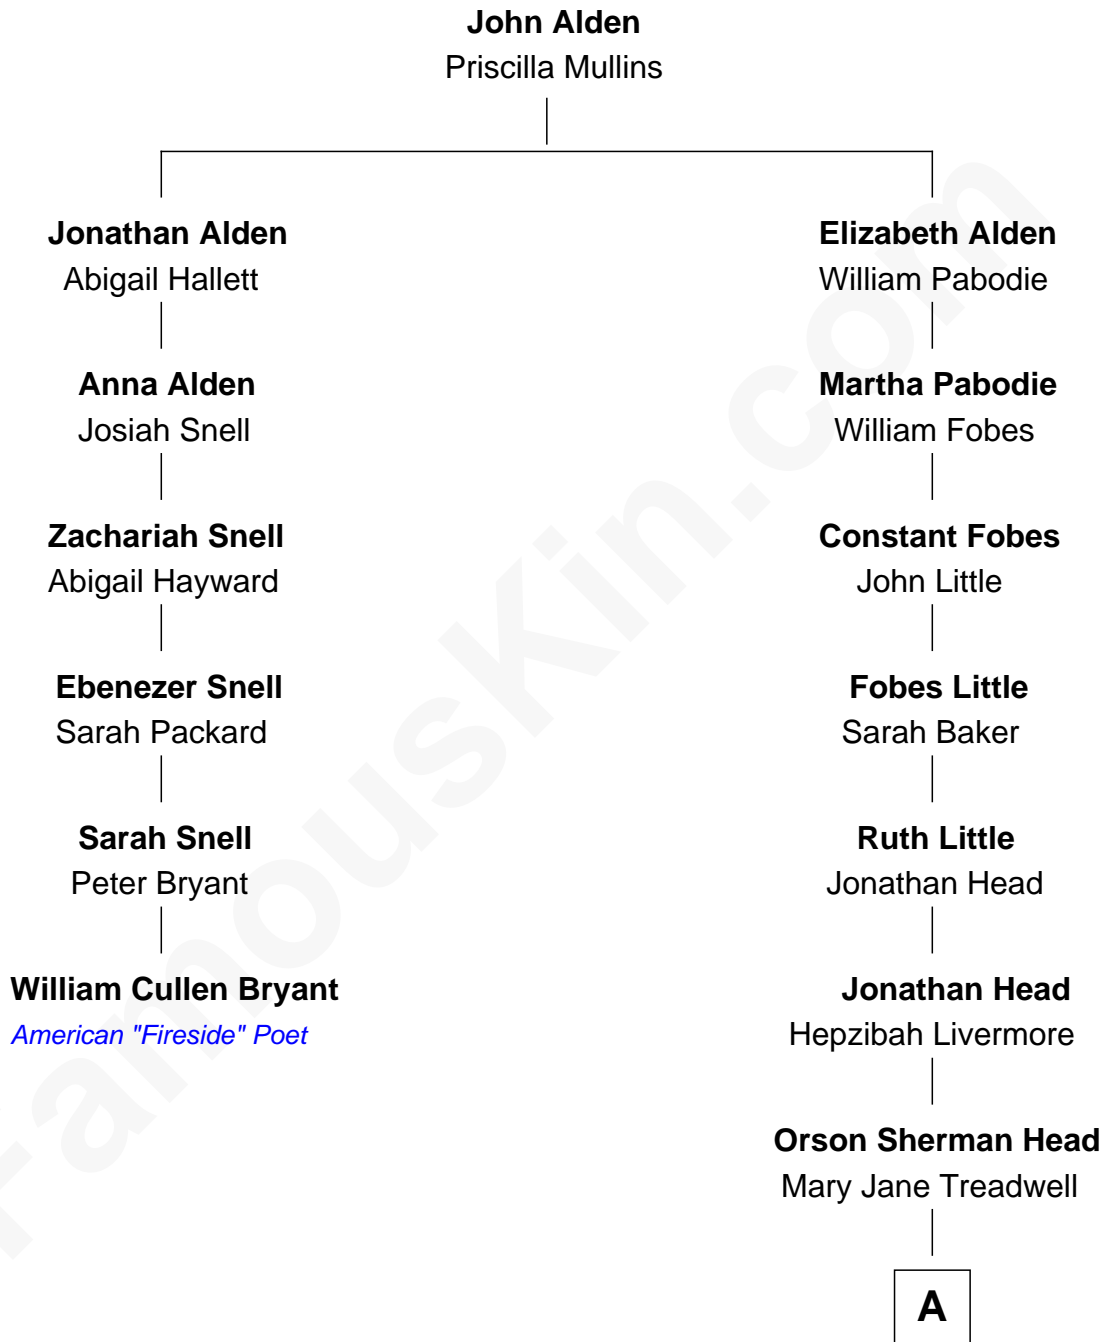 John Alden
Priscilla Mullins
Jonathan Alden
Abigail Hallett
Anna Alden
Josiah Snell
Zachariah Snell
Abigail Hayward
Ebenezer Snell
Sarah Packard
Sarah Snell
Peter Bryant
William Cullen Bryant
American "Fireside" Poet
Elizabeth Alden
William Pabodie
Martha Pabodie
William Fobes
Constant Fobes
John Little
Fobes Little
Sarah Baker
Ruth Little
Jonathan Head
Jonathan Head
Hepzibah Livermore
Orson Sherman Head
Mary Jane Treadwell
A
FamousKin.com